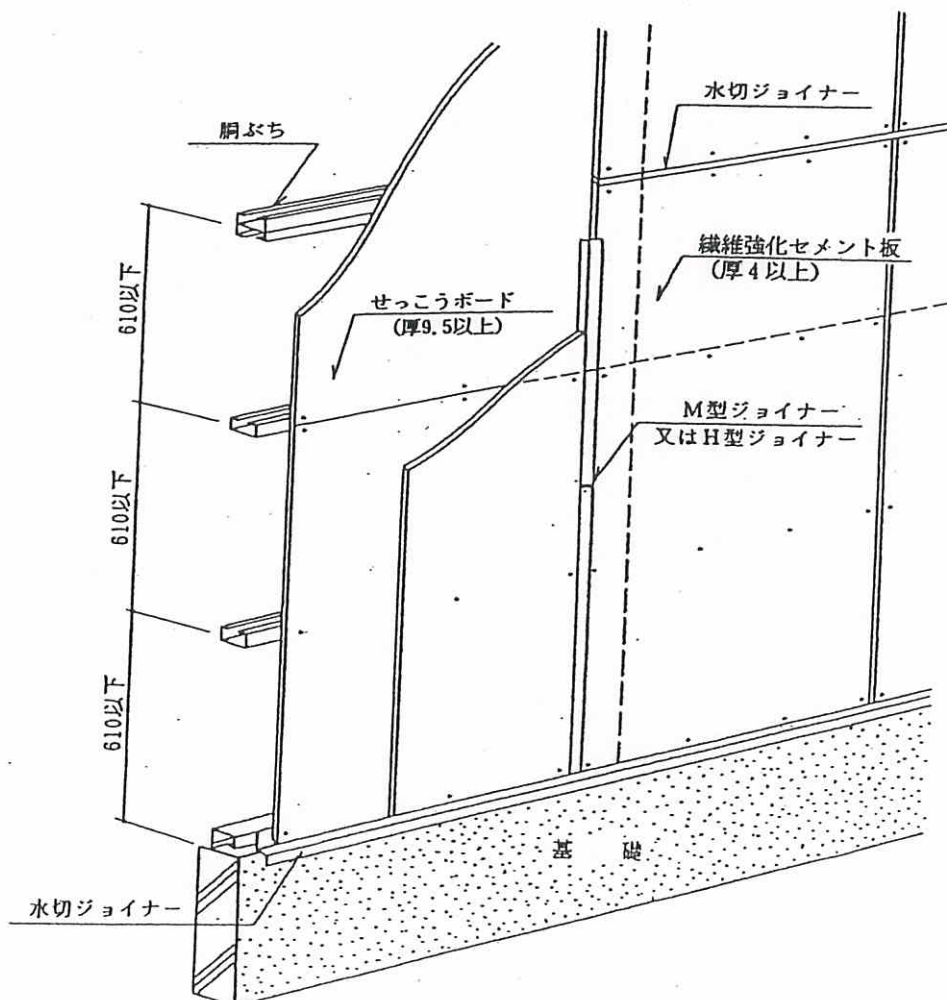 水切ジョイナー
胴ぶち
繊維強化セメント板
(厚4以上)
せっこうボード
(厚9.5以上)
610以下
M型ジョイナー
又はH型ジョイナー
610以下
610以下
基礎
水切ジョイナー